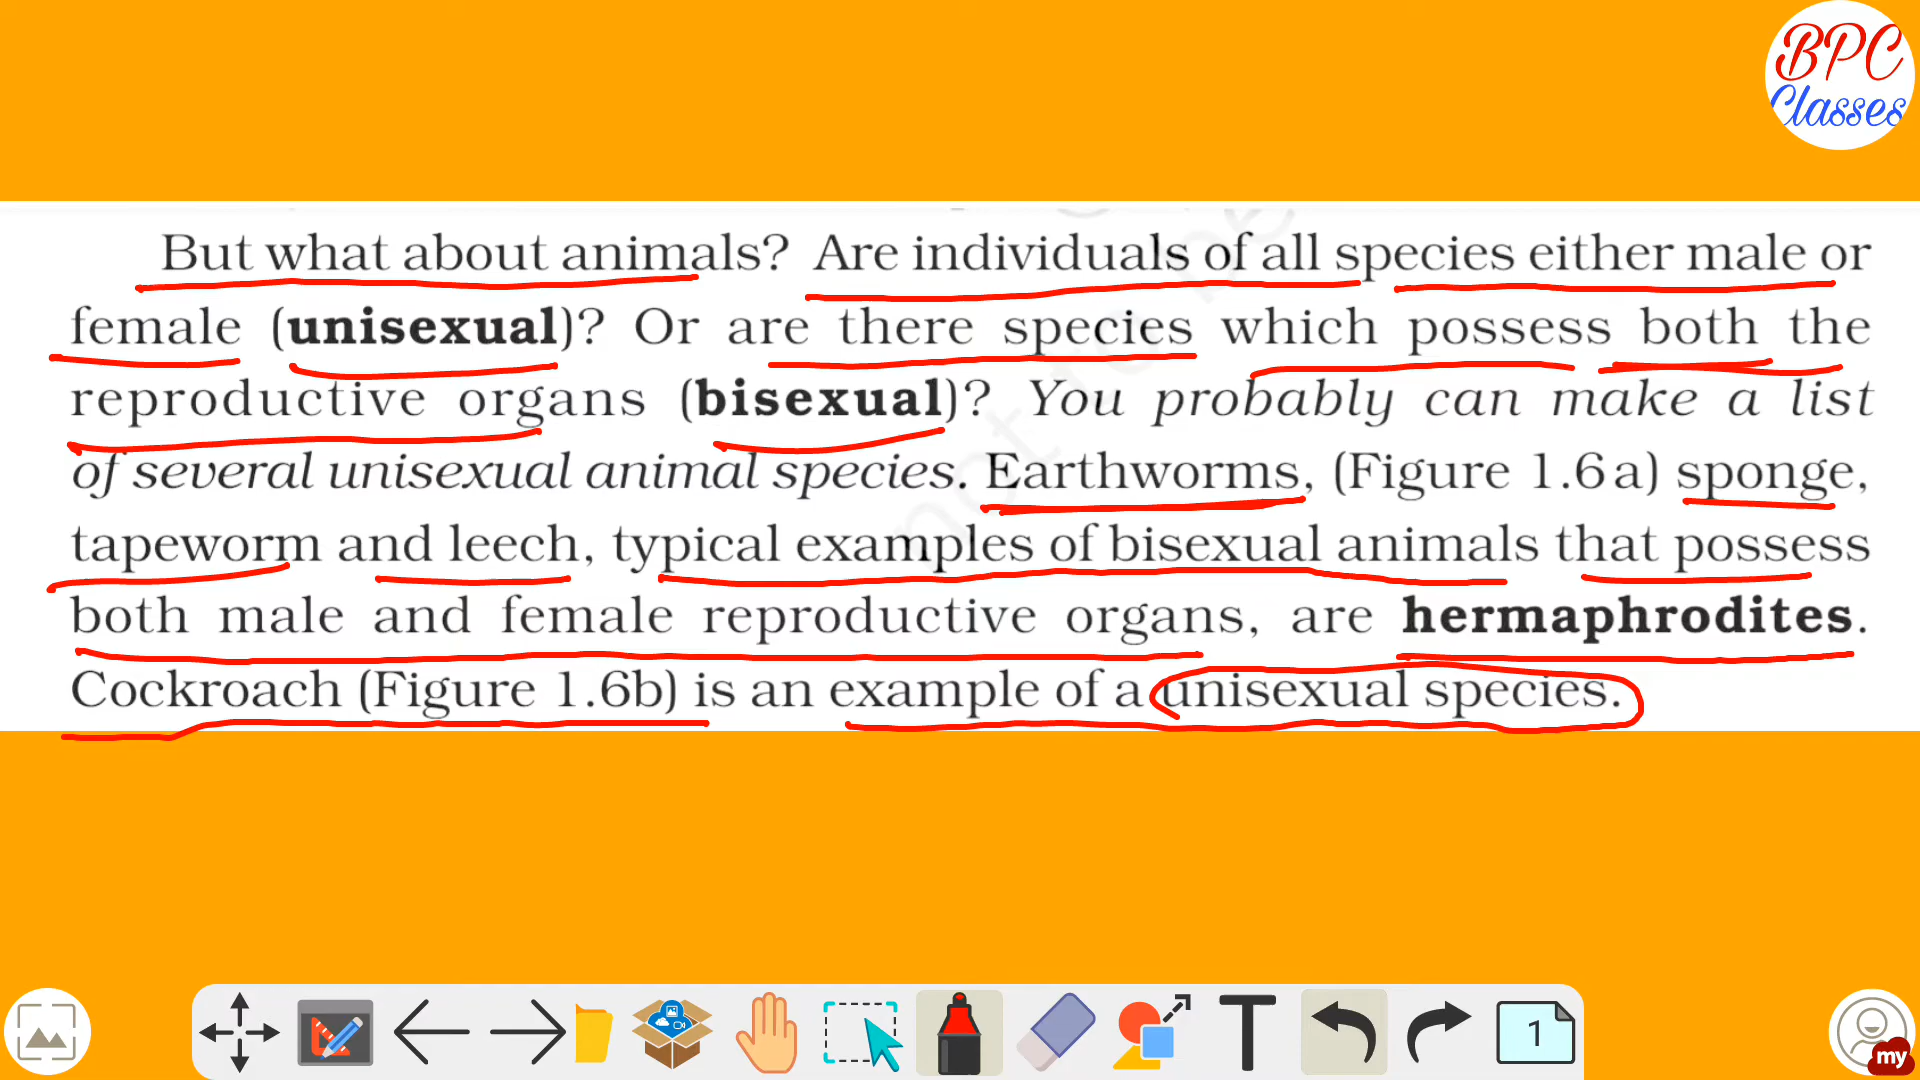 BPC
Classes
But what about animals? Are individuals of all species either male or
female (unisexual)? Or are there species which possess both the
reproductive organs (bisexual)? You probably can make a list
of several unisexual animal species. Earthworms, (Figure 1.6 a) sponge,
tapeworm and leech, typical examples of bisexual animals that possess
both male and female reproductive organs, are hermaphrodites.
Cockroach (Figure 1.6b) is an example of a unisexual species.
not to be
T
1
my